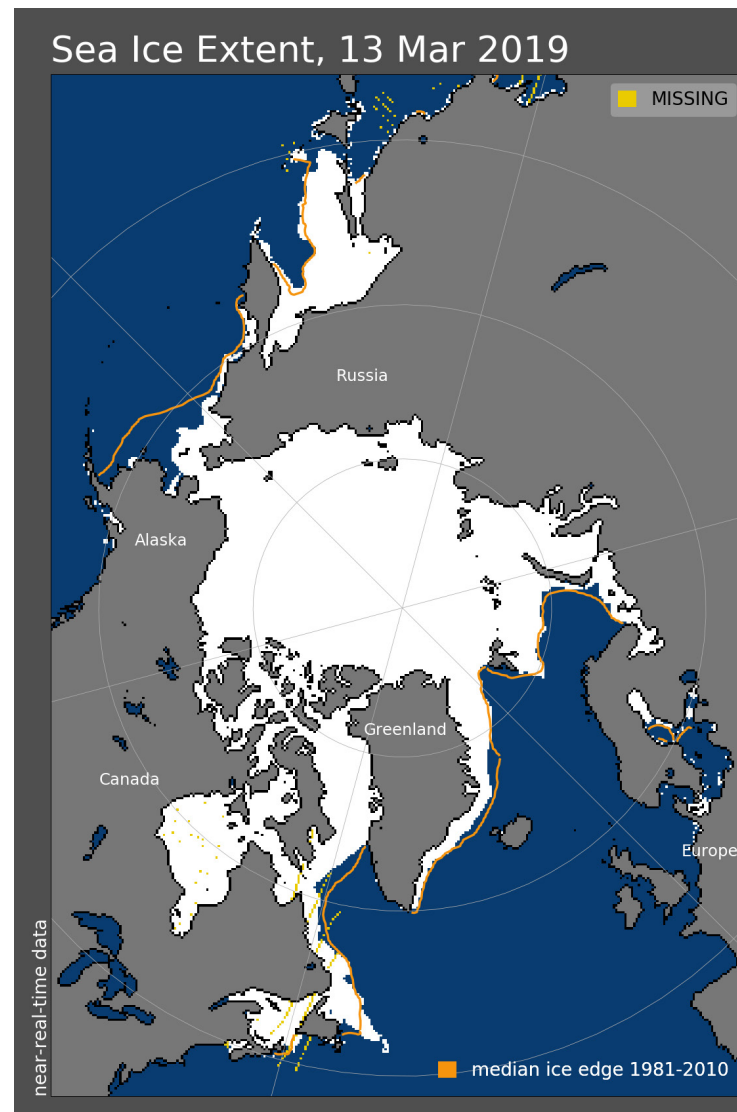 Sea Ice Extent, 13 Mar 2019
MISSING
Russia
Alaska
Greenland
Canada
Europe
near-real-time data
median ice edge 1981-2010